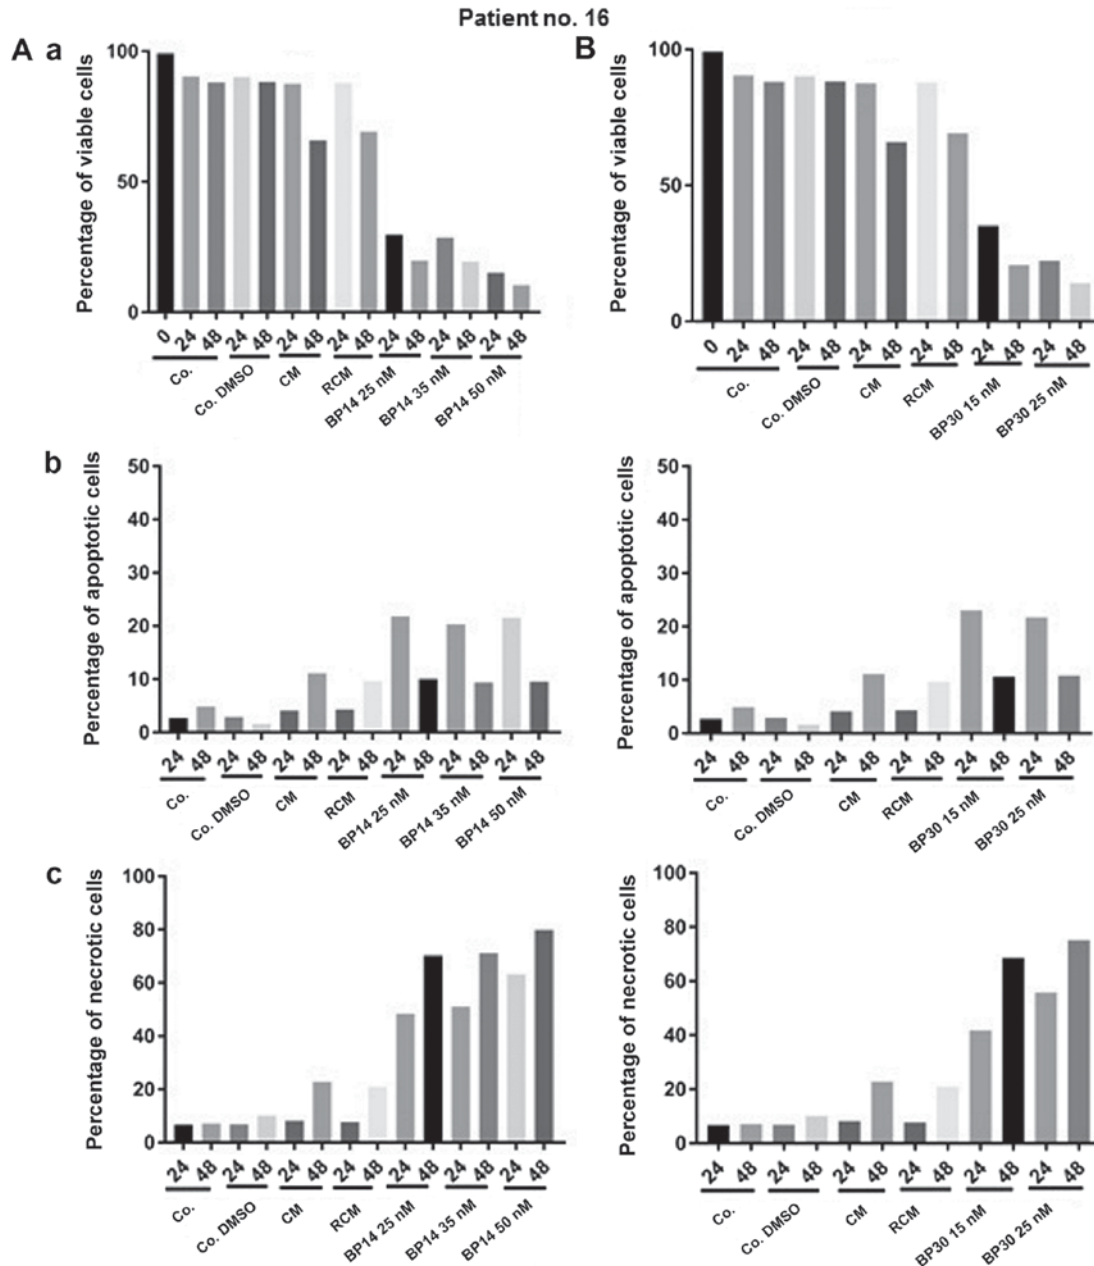 Patient no. 16
A a
Percentage of viable cells
100
50
0
0 24 48 24 48 24 48 24 48 24 48 24 48 24 48
Co. Co. DMSO CM RCM BP14 25 nM BP14 35 nM BP14 50 nM
B
Percentage of viable cells
100
50
0
0 24 48 24 48 24 48 24 48 24 48 24 48
Co. Co. DMSO CM RCM BP30 15 nM BP30 25 nM
b
Percentage of apoptotic cells
50
40
30
20
10
0
24 48 24 48 24 48 24 48 24 48 24 48 24 48
Co. Co. DMSO CM RCM BP14 25 nM BP14 35 nM BP14 50 nM
Percentage of apoptotic cells
50
40
30
20
10
0
24 48 24 48 24 48 24 48 24 48 24 48
Co. Co. DMSO CM RCM BP30 15 nM BP30 25 nM
c
Percentage of necrotic cells
100
80
60
40
20
0
24 48 24 48 24 48 24 48 24 48 24 48 24 48
Co. Co. DMSO CM RCM BP14 25 nM BP14 35 nM BP14 50 nM
Percentage of necrotic cells
100
80
60
40
20
0
24 48 24 48 24 48 24 48 24 48 24 48
Co. Co. DMSO CM RCM BP30 15 nM BP30 25 nM